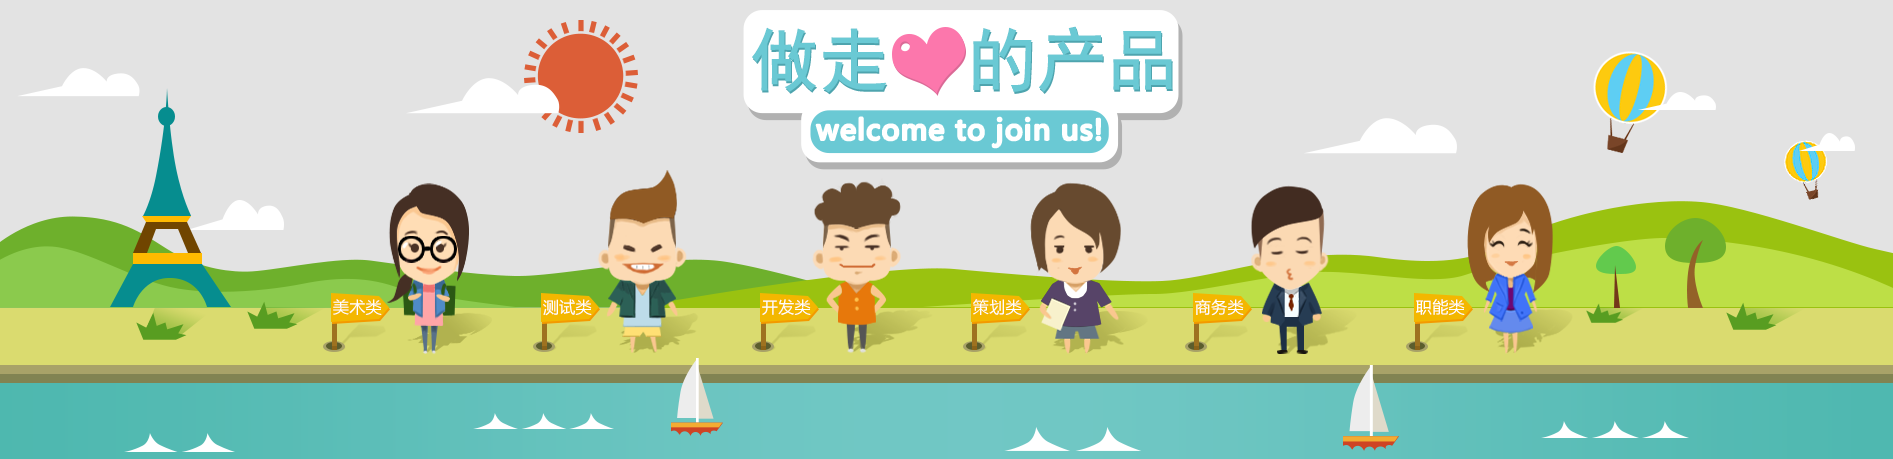 做走的产品
welcome to join us!
美术类
测试类
开发类
策划类
商务类
职能类